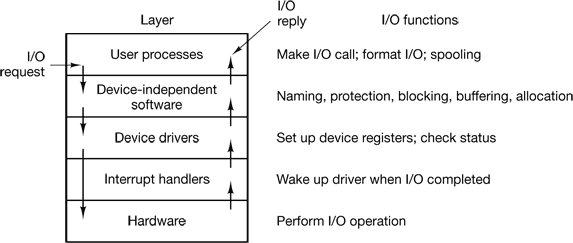 Layer
I/O
reply
I/O functions
I/O
request
User processes
Make I/O call; format I/O; spooling
Device-independent
software
Naming, protection, blocking, buffering, allocation
Device drivers
Set up device registers; check status
Interrupt handlers
Wake up driver when I/O completed
Hardware
Perform I/O operation